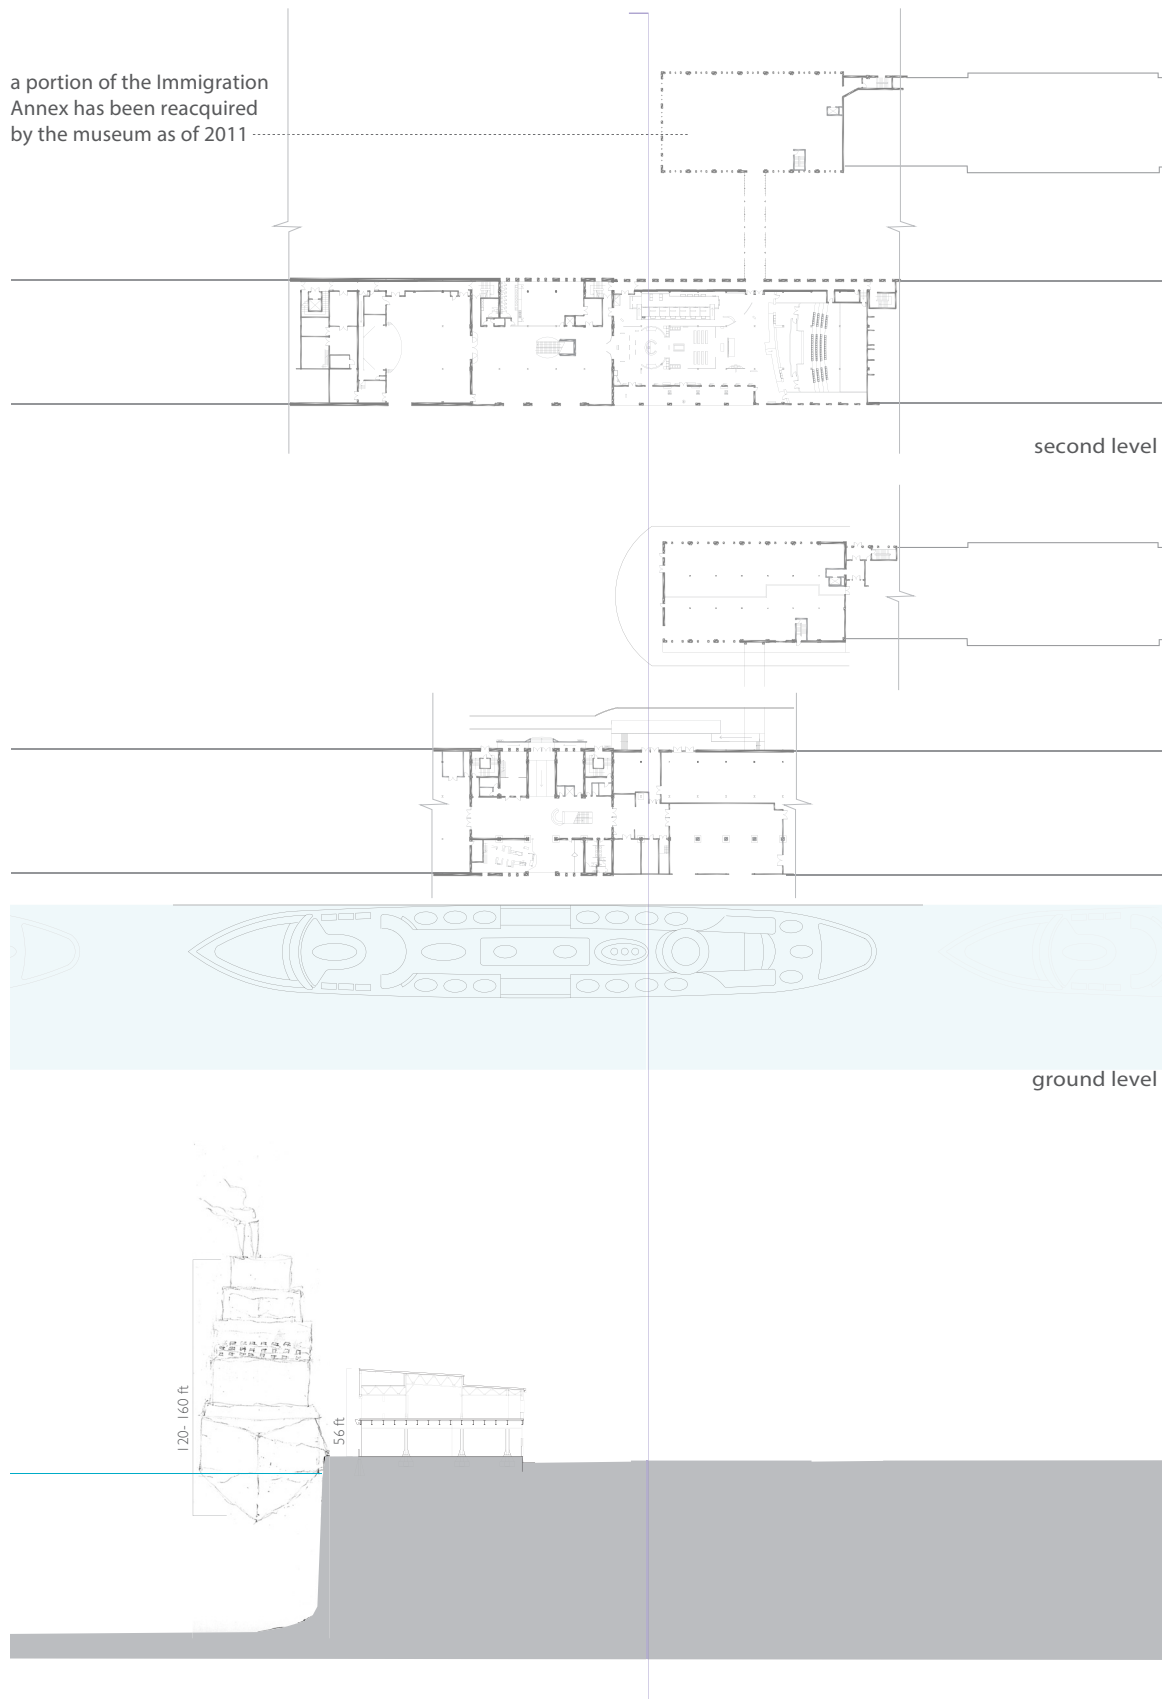 a portion of the Immigration
Annex has been reacquired
by the museum as of 2011
second level
ground level
120- 160 ft
56 ft